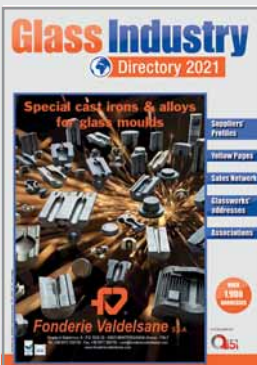 Glass Industry
Directory 2021
Special cast irons & alloys
for glass moulds
Suppliers'
Profiles
Yellow Pages
Sales Network
Glassworks'
addresses
Associations
Fonderie Valdelsane S.p.A.